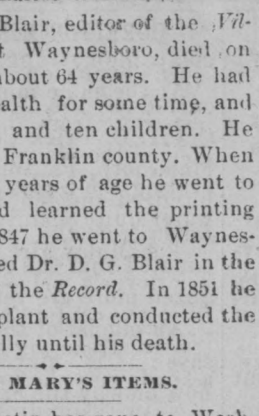 Blair, editor of the Vil-
t Waynesboro, died on
about 64 years. He had
alth for some time, and
and ten children. He
Franklin county. When
years of age he went to
d learned the printing
847 he went to Waynes-
ed Dr. D. G. Blair in the
the Record. In 1851 he
plant and conducted the
lly until his death.
MARY'S ITEMS.